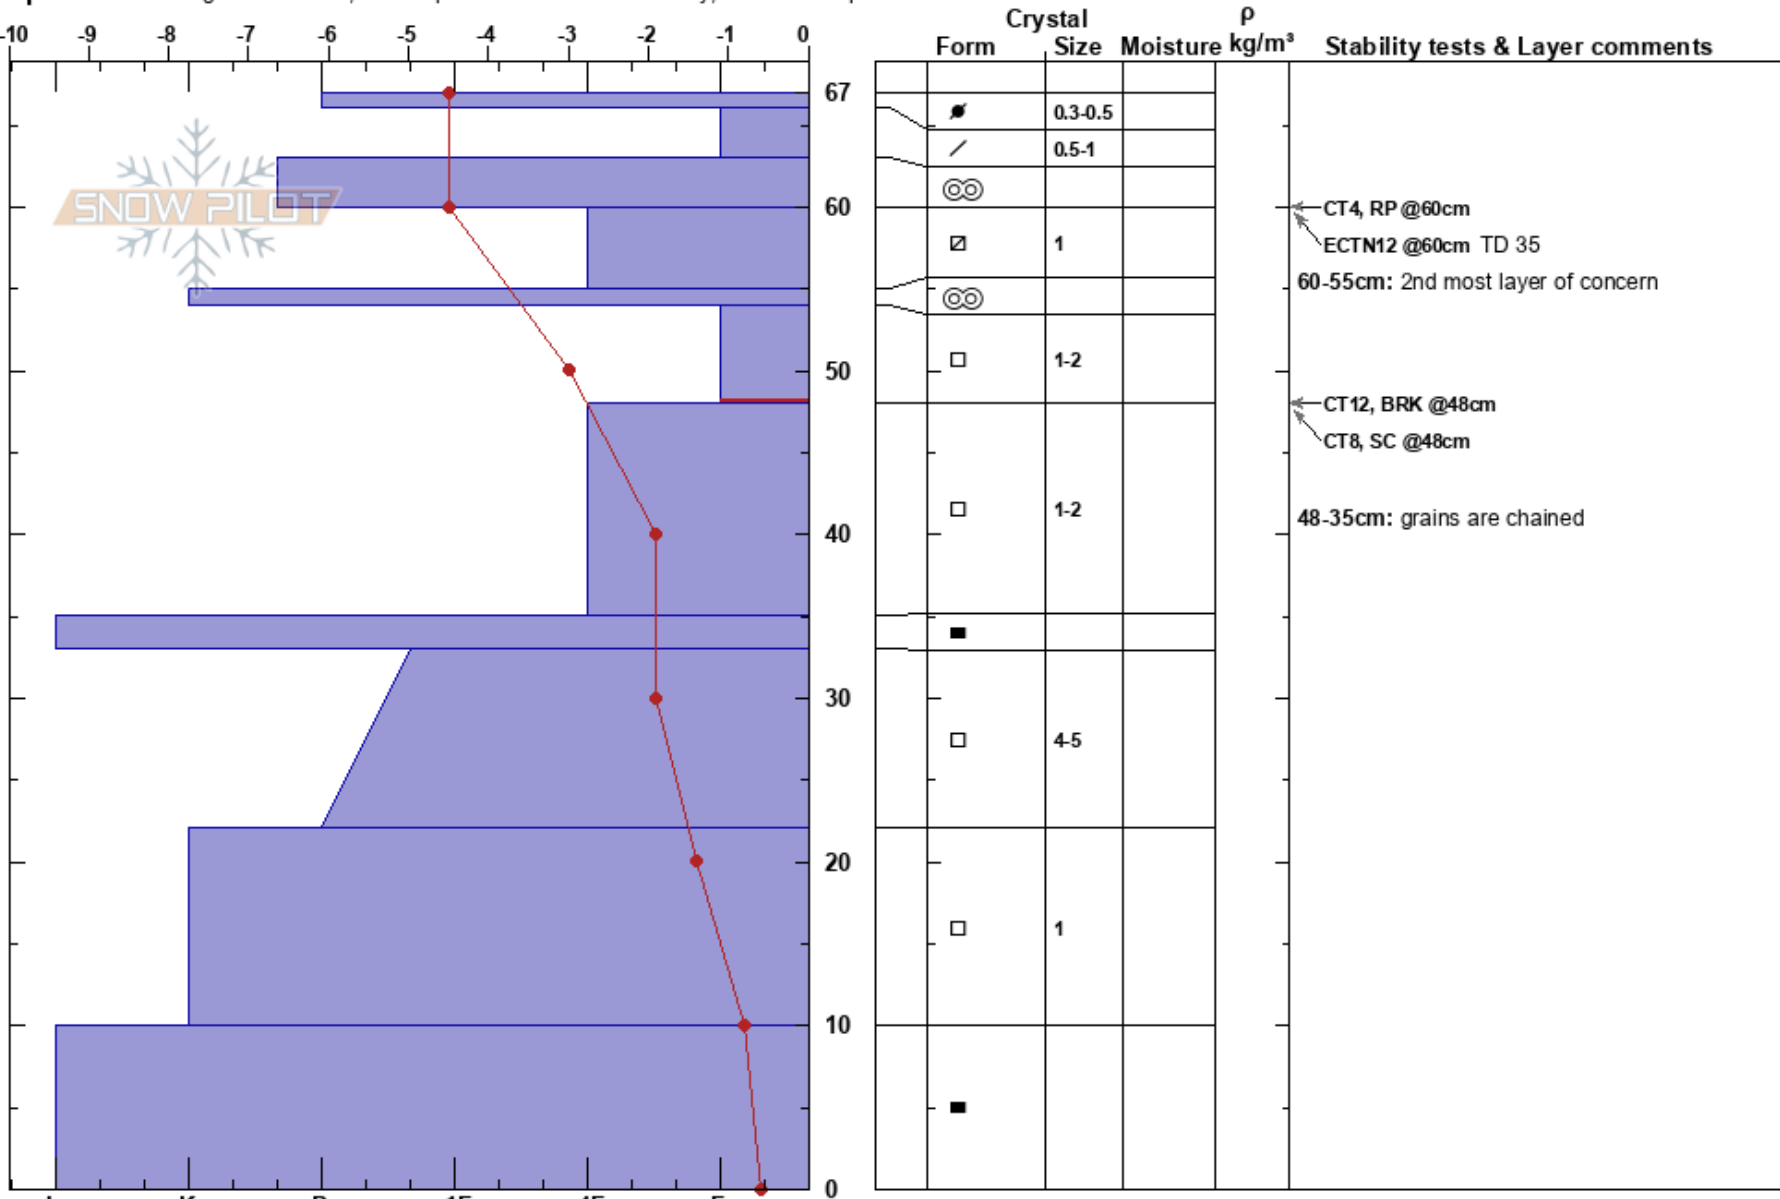 Crystal ρ
-10 -9 -8 -7 -6 -5 -4 -3 -2 -1 0 Form Size Moisture kg/m³ Stability tests & Layer comments
67
0.3-0.5
0.5-1
SNOW PILOT
60 CT4, RP @60cm
1 ECTN12 @60cm TD 35
60-55cm: 2nd most layer of concern
1-2
50
CT12, BRK @48cm
CT8, SC @48cm
1-2 48-35cm: grains are chained
40
30
4-5
20
1
10
0